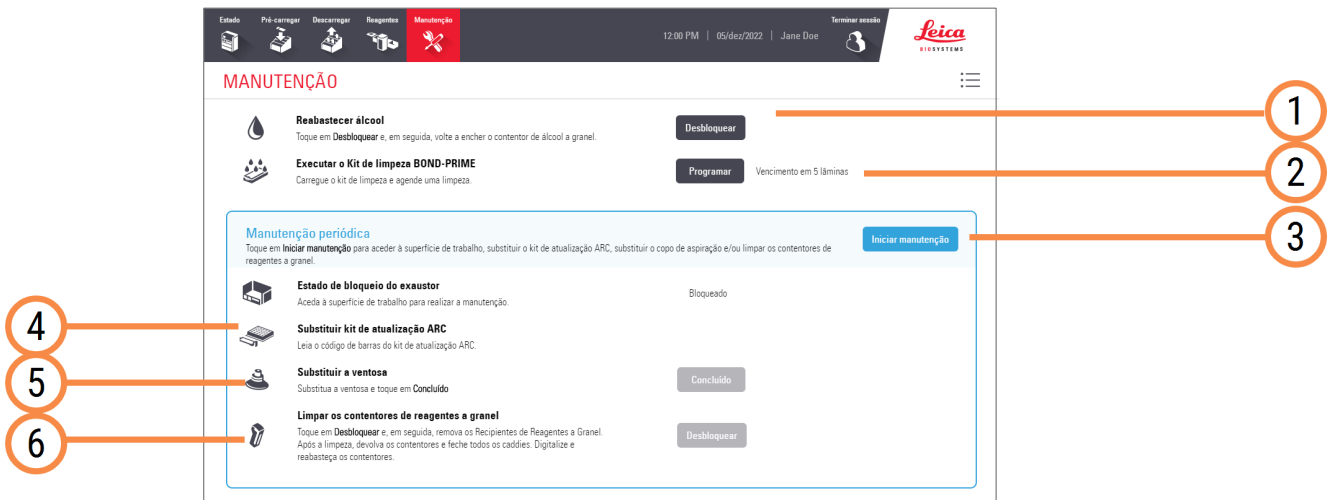 Estado Pré-carregar Descarregar Reagentes Manutenção Terminar sessão
12:00 PM | 05/dez/2022 | Jane Doe
Leica
BIOSYSTEMS
MANUTENÇÃO
Reabastecer álcool
Toque em Desbloquear e, em seguida, volte a encher o contentor de álcool a granel.
Desbloquear
1
Executar o Kit de limpeza BOND-PRIME
Carregue o kit de limpeza e agende uma limpeza.
Programar Vencimento em 5 lâminas
2
Manutenção periódica
Toque em Iniciar manutenção para aceder à superfície de trabalho, substituir o kit de atualização ARC, substituir o copo de aspiração e/ou limpar os contentores de
reagentes a granel.
Iniciar manutenção
3
Estado de bloqueio do exaustor
Aceda à superfície de trabalho para realizar a manutenção.
Bloqueado
4
Substituir kit de atualização ARC
Leia o código de barras do kit de atualização ARC.
5
Substituir a ventosa
Substitua a ventosa e toque em Concluído
Concluído
6
Limpar os contentores de reagentes a granel
Toque em Desbloquear e, em seguida, remova os Recipientes de Reagentes a Granel.
Após a limpeza, devolva os contentores e feche todos os caddies. Digitalize e
reabasteça os contentores.
Desbloquear